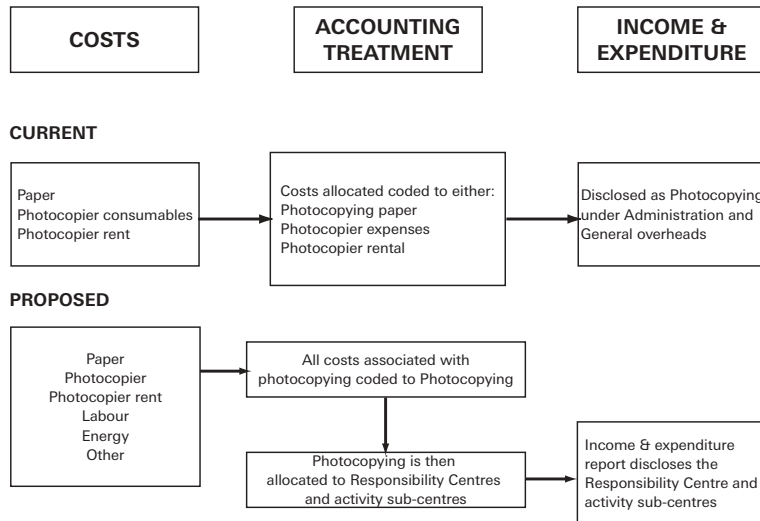 COSTS
ACCOUNTING
TREATMENT
INCOME &
EXPENDITURE
CURRENT
Paper
Photocopier consumables
Photocopier rent
Costs allocated coded to either:
Photocopying paper
Photocopier expenses
Photocopier rental
Disclosed as Photocopying
under Administration and
General overheads
PROPOSED
Paper
Photocopier
Photocopier rent
Labour
Energy
Other
All costs associated with
photocopying coded to Photocopying
Photocopying is then
allocated to Responsibility Centres
and activity sub-centres
Income & expenditure
report discloses the
Responsibility Centre and
activity sub-centres